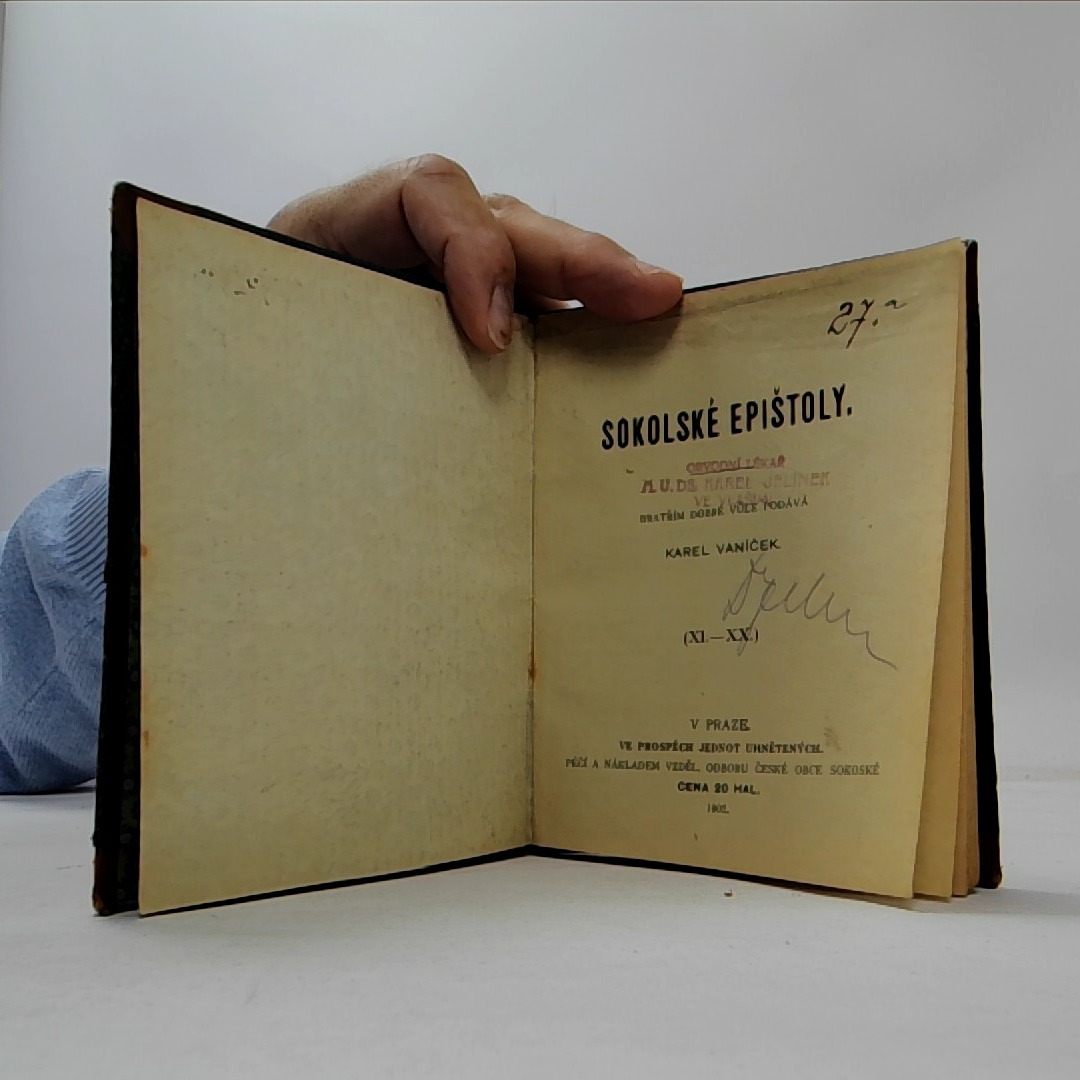 27.a
SOKOLSKÉ EPIŠTOLY.
OBVODNÍ LÉKAŘ
M.U.DR. KAREL JELÍNEK
VE VLAŠIMI
BRATŘÍM DOBRÉ VŮLE PODÁVÁ
KAREL VANÍČEK.
(XI.—XX.)
V PRAZE.
VE PROSPĚCH JEDNOT UHNĚTENÝCH.
PÉČÍ A NÁKLADEM VZDĚL. ODBORU ČESKÉ OBCE SOKOLSKÉ
CENA 20 HAL.
1902.